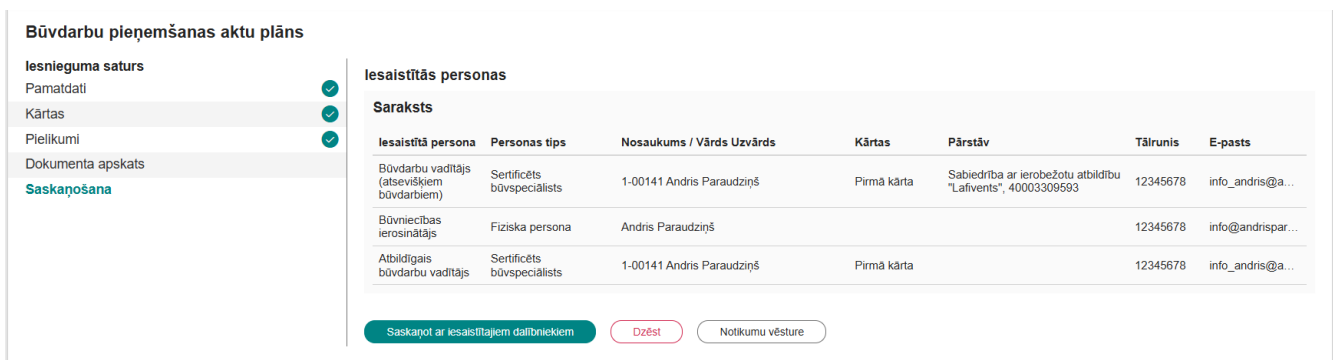 Būvdarbu pieņemšanas aktu plāns
Iesnieguma saturs
Pamatdati
Kārtas
Pielikumi
Dokumenta apskats
Saskaņošana
Iesaistītās personas
Saraksts
Iesaistītā persona Personas tips Nosaukums / Vārds Uzvārds Kārtas Pārstāv Tālrunis E-pasts
Būvdarbu vadītājs
(atsevišķiem
būvdarbiem)
Sertificēts
būvspeciālists
1-00141 Andris Paraudziņš
Pirmā kārta
Sabiedrība ar ierobežotu atbildību
"Lafivents", 40003309593
12345678
info_andris@a...
Būvniecības
ierosinātājs
Fiziska persona
Andris Paraudziņš
12345678
info@andrispar...
Atbildīgais
būvdarbu vadītājs
Sertificēts
būvspeciālists
1-00141 Andris Paraudziņš
Pirmā kārta
12345678
info_andris@a...
Saskaņot ar iesaistītajiem dalībniekiem Dzēst Notikumu vēsture